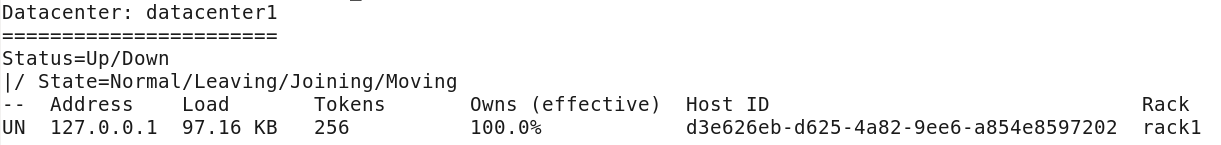 Datacenter: datacenter1
=======================
Status=Up/Down
|/ State=Normal/Leaving/Joining/Moving
--  Address    Load       Tokens       Owns (effective)  Host ID                               Rack
UN  127.0.0.1  97.16 KB   256          100.0%            d3e626eb-d625-4a82-9ee6-a854e8597202  rack1